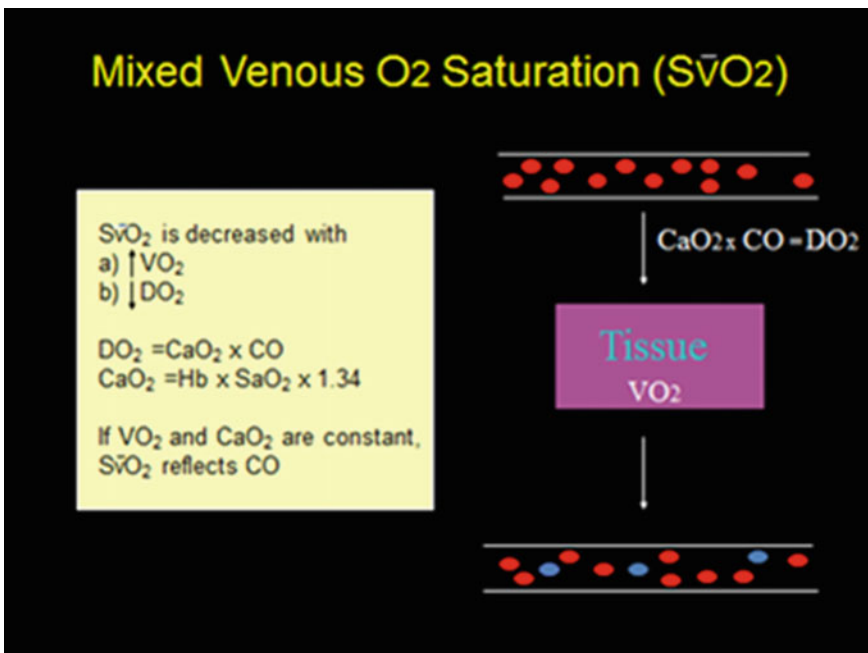 Mixed Venous O2 Saturation (Sv̄O2)
Sv̄O₂ is decreased with
a) ↑VO₂
b) ↓DO₂
DO₂ =CaO₂ x CO
CaO₂ =Hb x SaO₂ x 1.34
If VO₂ and CaO₂ are constant,
Sv̄O₂ reflects CO
CaO2 x CO = DO2
Tissue
VO2